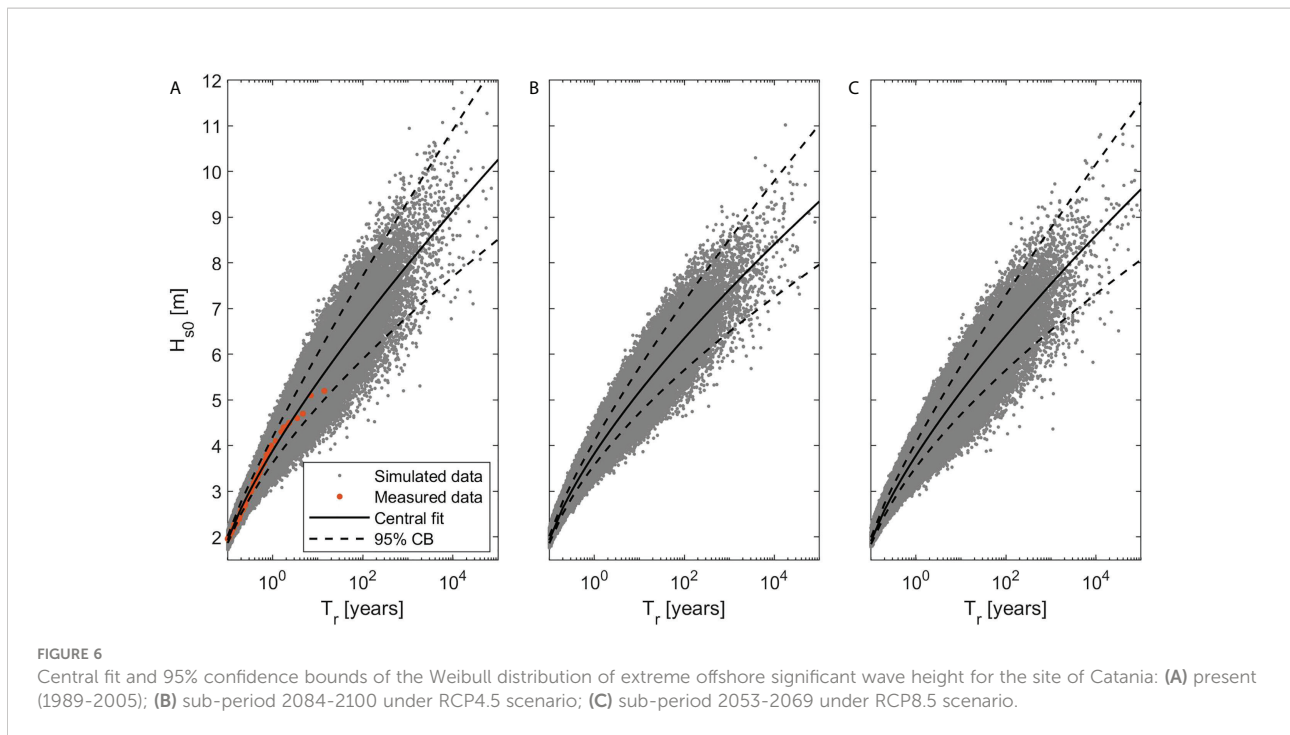 A
B
C
12
11
10
9
8
7
6
5
4
3
2
H_s0 [m]
Simulated data
Measured data
Central fit
95% CB
10^0 10^2 10^4
10^0 10^2 10^4
10^0 10^2 10^4
T_r [years]
T_r [years]
T_r [years]
FIGURE 6
Central fit and 95% confidence bounds of the Weibull distribution of extreme offshore significant wave height for the site of Catania: (A) present
(1989-2005); (B) sub-period 2084-2100 under RCP4.5 scenario; (C) sub-period 2053-2069 under RCP8.5 scenario.